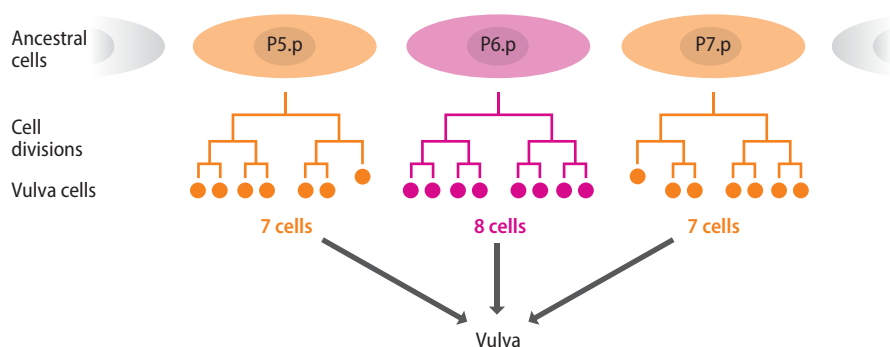 Ancestral
cells
P5.p
P6.p
P7.p
Cell
divisions
Vulva cells
7 cells
8 cells
7 cells
Vulva